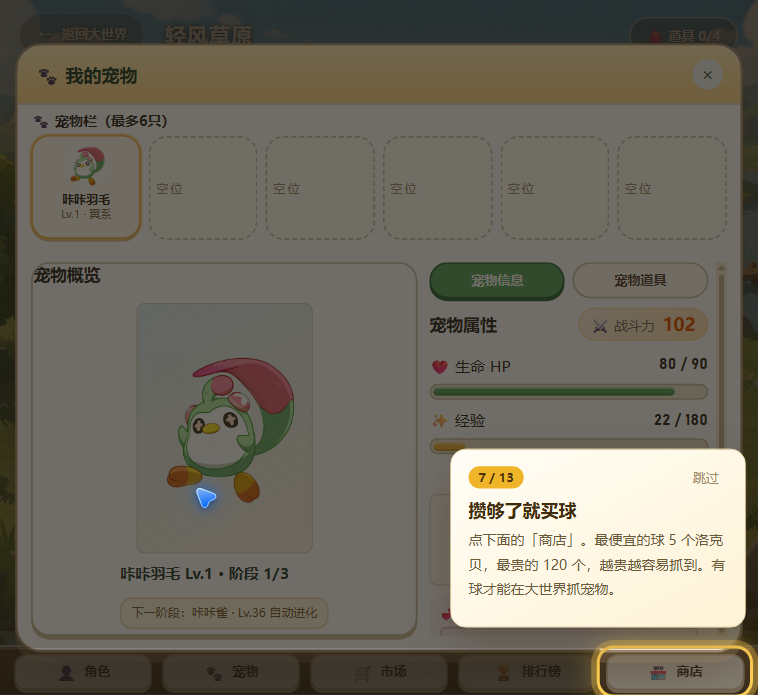 ← 返回大世界
轻风草原
道具 0/4
我的宠物
×
宠物栏（最多6只）
咔咔羽毛
Lv.1 · 翼系
空位
空位
空位
空位
空位
宠物概览
咔咔羽毛 Lv.1 · 阶段 1/3
下一阶段：咔咔雀 · Lv.36 自动进化
宠物信息
宠物道具
宠物属性
战斗力 102
生命 HP
80 / 90
经验
22 / 180
7 / 13
跳过
攒够了就买球
点下面的「商店」。最便宜的球 5 个洛克
贝，最贵的 120 个，越贵越容易抓到。有
球才能在大世界抓宠物。
角色
宠物
市场
排行榜
商店